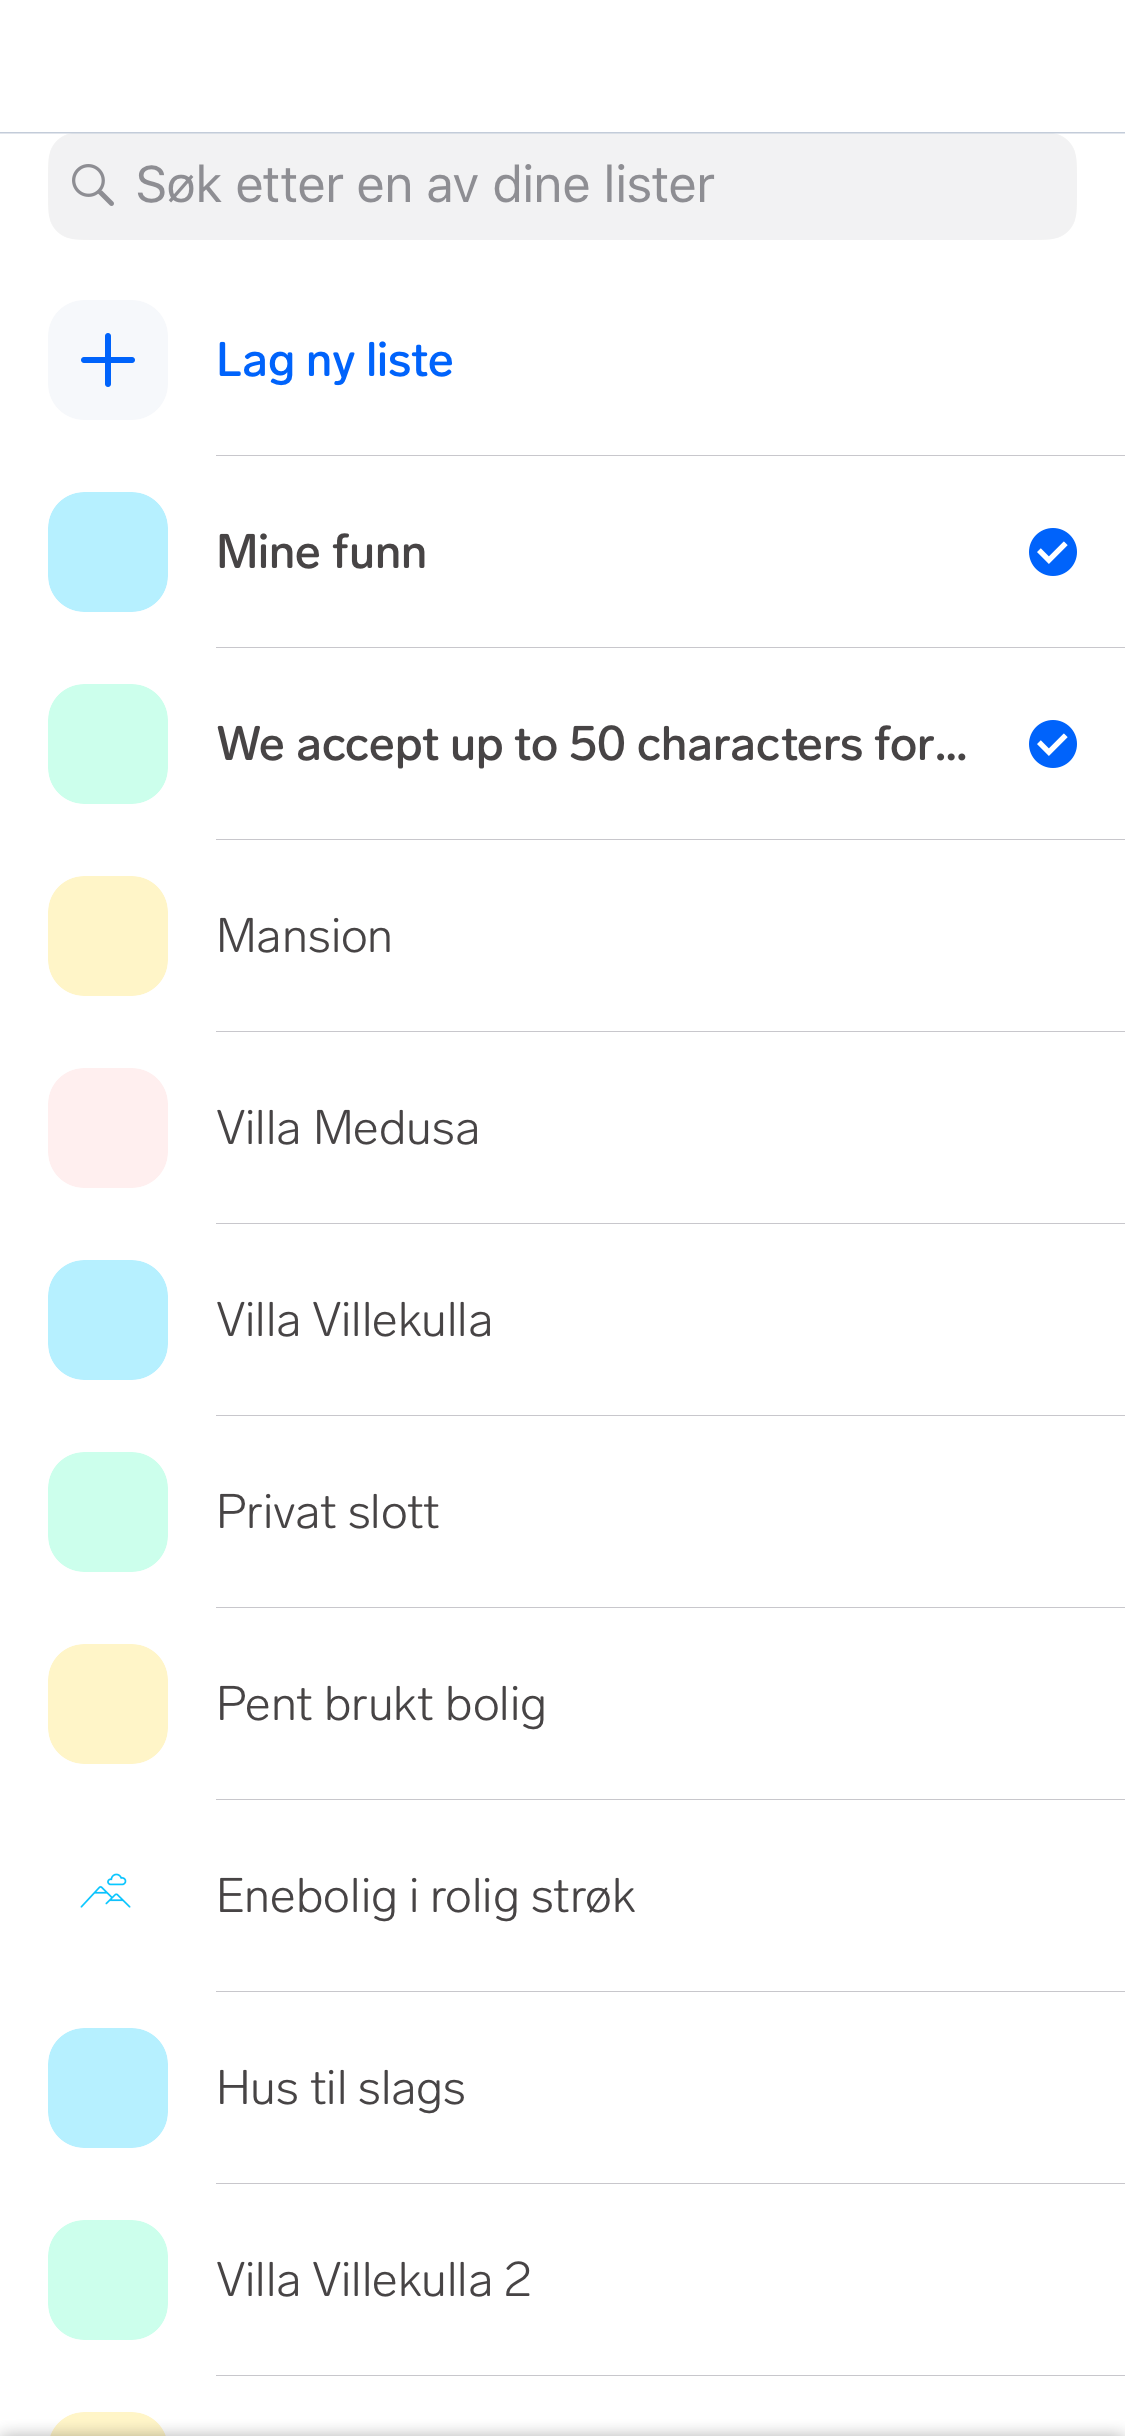 Søk etter en av dine lister
Lag ny liste
Mine funn
We accept up to 50 characters for...
Mansion
Villa Medusa
Villa Villekulla
Privat slott
Pent brukt bolig
Enebolig i rolig strøk
Hus til slags
Villa Villekulla 2